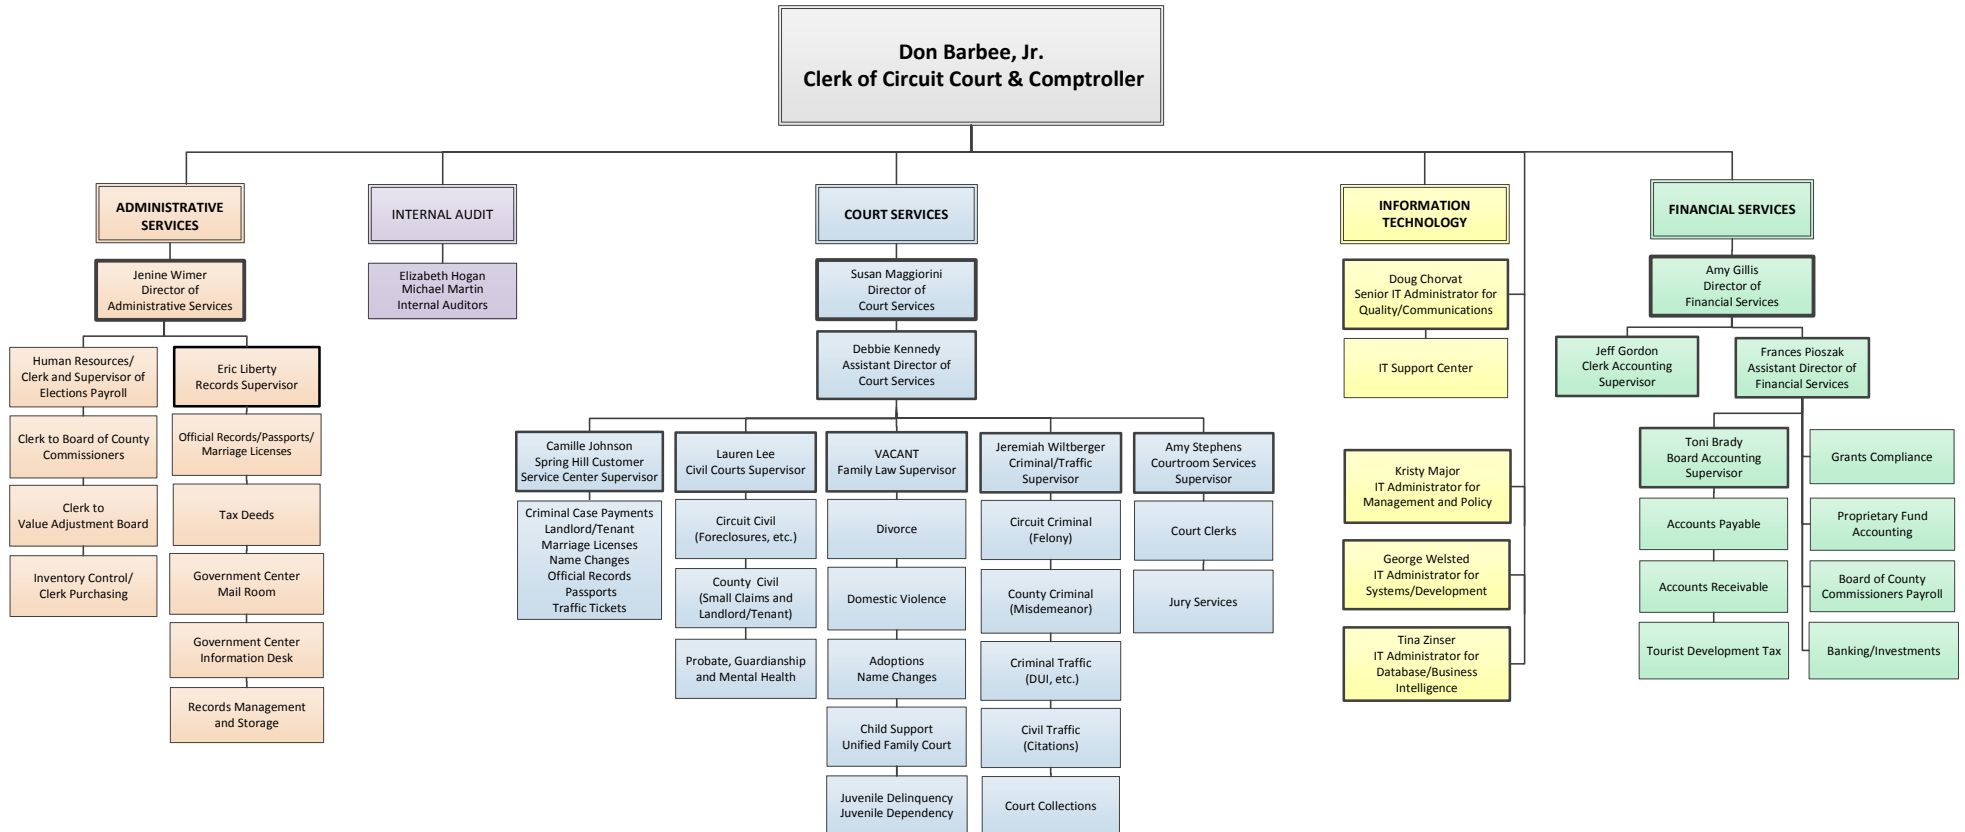 Don Barbee, Jr.
Clerk of Circuit Court & Comptroller
ADMINISTRATIVE
SERVICES
Jenine Wimer
Director of
Administrative Services
Human Resources/
Clerk and Supervisor of
Elections Payroll
Clerk to Board of County
Commissioners
Clerk to
Value Adjustment Board
Inventory Control/
Clerk Purchasing
Eric Liberty
Records Supervisor
Official Records/Passports/
Marriage Licenses
Tax Deeds
Government Center
Mail Room
Government Center
Information Desk
Records Management
and Storage
INTERNAL AUDIT
Elizabeth Hogan
Michael Martin
Internal Auditors
COURT SERVICES
Susan Maggiorini
Director of
Court Services
Debbie Kennedy
Assistant Director of
Court Services
Camille Johnson
Spring Hill Customer
Service Center Supervisor
Criminal Case Payments
Landlord/Tenant
Marriage Licenses
Name Changes
Official Records
Passports
Traffic Tickets
Lauren Lee
Civil Courts Supervisor
Circuit Civil
(Foreclosures, etc.)
County Civil
(Small Claims and
Landlord/Tenant)
Probate, Guardianship
and Mental Health
VACANT
Family Law Supervisor
Divorce
Domestic Violence
Adoptions
Name Changes
Child Support
Unified Family Court
Juvenile Delinquency
Juvenile Dependency
Jeremiah Wiltberger
Criminal/Traffic
Supervisor
Circuit Criminal
(Felony)
County Criminal
(Misdemeanor)
Criminal Traffic
(DUI, etc.)
Civil Traffic
(Citations)
Court Collections
Amy Stephens
Courtroom Services
Supervisor
Court Clerks
Jury Services
INFORMATION
TECHNOLOGY
Doug Chorvat
Senior IT Administrator for
Quality/Communications
IT Support Center
Kristy Major
IT Administrator for
Management and Policy
George Welsted
IT Administrator for
Systems/Development
Tina Zinser
IT Administrator for
Database/Business
Intelligence
FINANCIAL SERVICES
Amy Gillis
Director of
Financial Services
Jeff Gordon
Clerk Accounting
Supervisor
Frances Pioszak
Assistant Director of
Financial Services
Toni Brady
Board Accounting
Supervisor
Accounts Payable
Accounts Receivable
Tourist Development Tax
Grants Compliance
Proprietary Fund
Accounting
Board of County
Commissioners Payroll
Banking/Investments